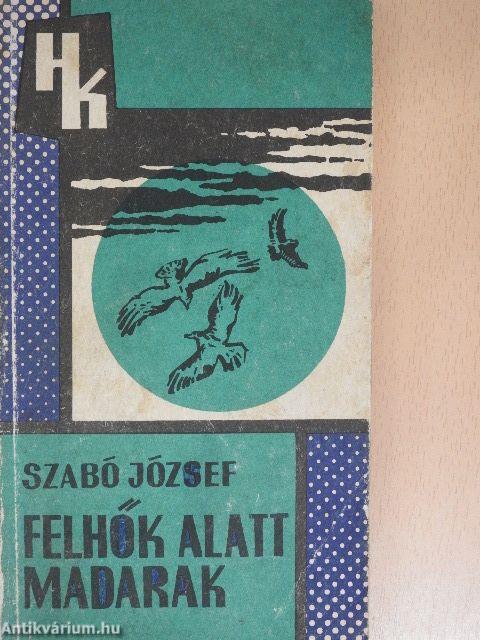 HK
SZABÓ JÓZSEF
FELHŐK ALATT
MADARAK
Antikvárium.hu